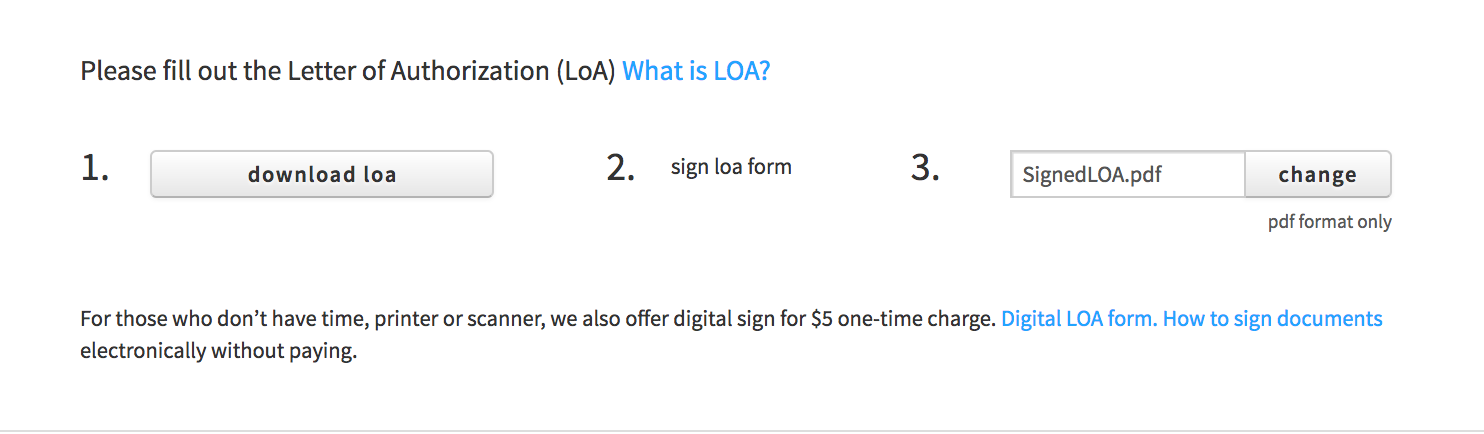 Please fill out the Letter of Authorization (LoA) What is LOA?
1. download loa 2. sign loa form 3. SignedLOA.pdf change
pdf format only
For those who don’t have time, printer or scanner, we also offer digital sign for $5 one-time charge. Digital LOA form. How to sign documents
electronically without paying.